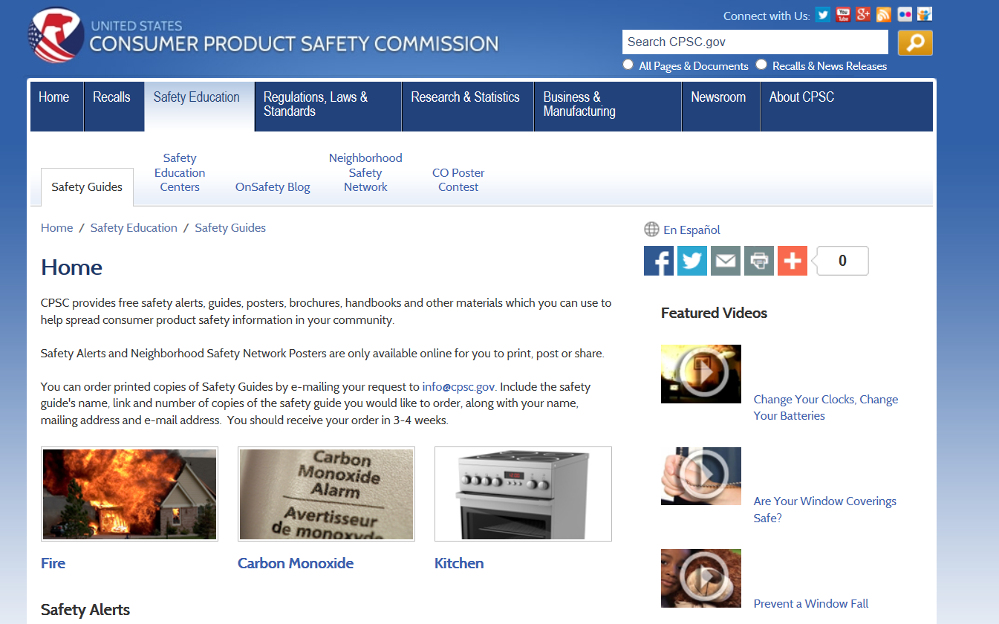 UNITED STATES
CONSUMER PRODUCT SAFETY COMMISSION
Connect with Us:
You
Tube
g+
Search CPSC.gov
All Pages & Documents
Recalls & News Releases
Home
Recalls
Safety Education
Regulations, Laws &
Standards
Research & Statistics
Business &
Manufacturing
Newsroom
About CPSC
Safety Guides
Safety
Education
Centers
OnSafety Blog
Neighborhood
Safety
Network
CO Poster
Contest
Home / Safety Education / Safety Guides
Home
CPSC provides free safety alerts, guides, posters, brochures, handbooks and other materials which you can use to
help spread consumer product safety information in your community.
Safety Alerts and Neighborhood Safety Network Posters are only available online for you to print, post or share.
You can order printed copies of Safety Guides by e-mailing your request to info@cpsc.gov. Include the safety
guide's name, link and number of copies of the safety guide you would like to order, along with your name,
mailing address and e-mail address. You should receive your order in 3-4 weeks.
Carbon
Monoxide
Alarm
Avertisseur
de monoxyde
Fire
Carbon Monoxide
Kitchen
Safety Alerts
En Español
f
0
Featured Videos
Change Your Clocks, Change
Your Batteries
Are Your Window Coverings
Safe?
Prevent a Window Fall